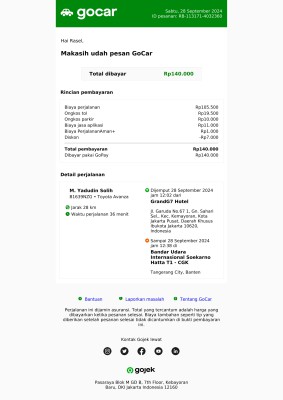 gocar
Sabtu, 28 September 2024
ID pesanan: RB-113171-4032360
Hai Rasel,
Makasih udah pesan GoCar
Total dibayar Rp140.000
Rincian pembayaran
Biaya perjalanan Rp105.500
Ongkos tol Rp19.500
Ongkos parkir Rp10.000
Biaya jasa aplikasi Rp11.000
Biaya PerjalananAman+ Rp1.000
Diskon -Rp7.000
Total pembayaran Rp140.000
Dibayar pakai GoPay Rp140.000
Detail perjalanan
M. Yadudin Solih
B1639NZQ • Toyota Avanza
Jarak 28 km
Waktu perjalanan 26 menit
Dijemput 28 September 2024
jam 12:02 dari
GrandG7 Hotel
Jl. Garuda No.67 1, Gn. Sahari
Sel., Kec. Kemayoran, Kota
Jakarta Pusat, Daerah Khusus
Ibukota Jakarta 10620,
Indonesia
Sampai 28 September 2024
jam 12:38 di
Bandar Udara
Internasional Soekarno
Hatta T1 - CGK
Tangerang City, Banten
Bantuan
Laporkan masalah
Tentang GoCar
Perjalanan ini dijamin asuransi. Total yang tercantum adalah harga yang
dibayarkan ketika pesanan selesai. Biaya tambahan seperti tip yang
diberikan setelah pesanan selesai tidak dicantumkan di bukti pembayaran
ini.
Kontak Gojek lewat
gojek
Pasaraya Blok M GD B, 7th Floor, Kebayoran
Baru, DKI Jakarta Indonesia 12160